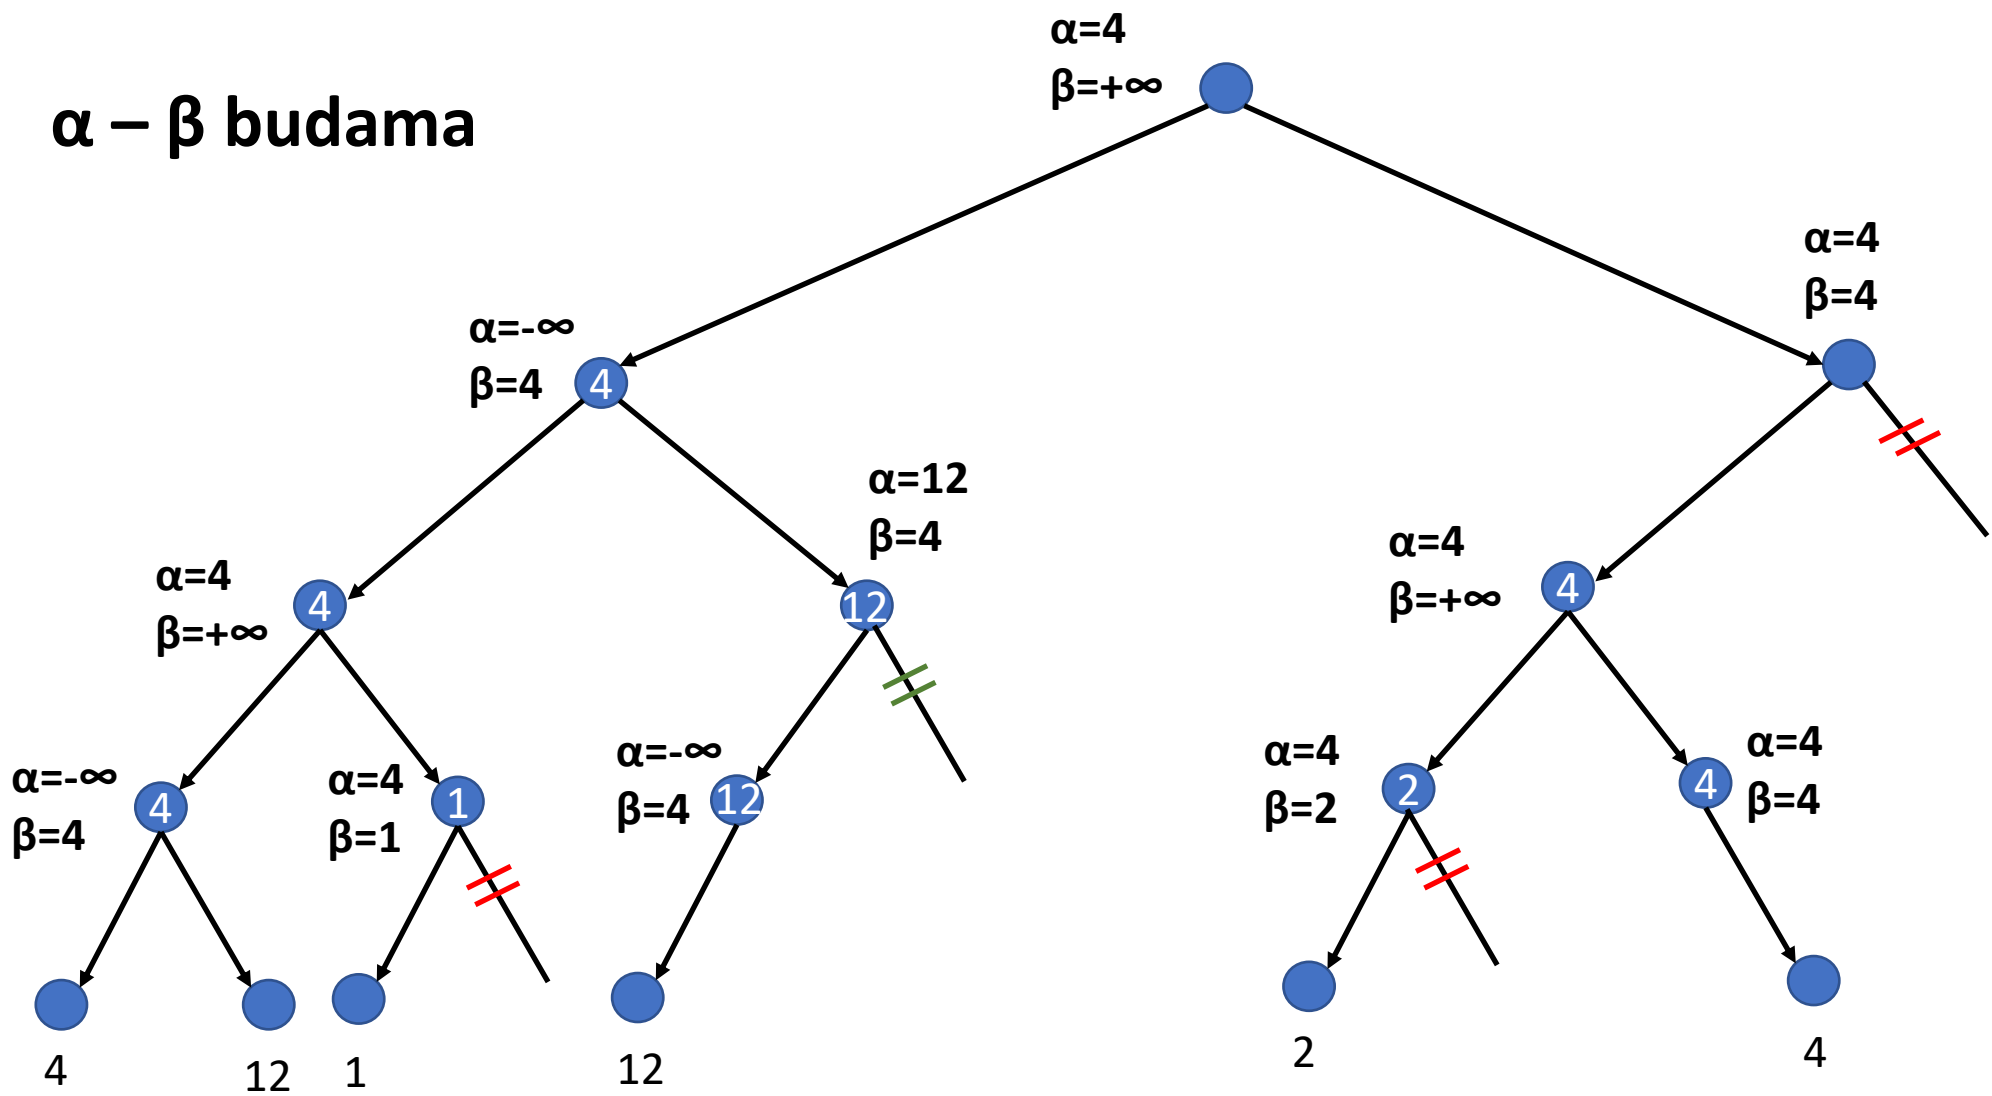 α – β budama
α=4
β=+∞
α=4
β=4
α=-∞
β=4
4
α=12
β=4
12
α=4
β=+∞
4
α=4
β=+∞
4
α=-∞
β=4
4
α=4
β=1
1
α=-∞
β=4
12
α=4
β=2
2
α=4
β=4
4
4
12
1
12
2
4